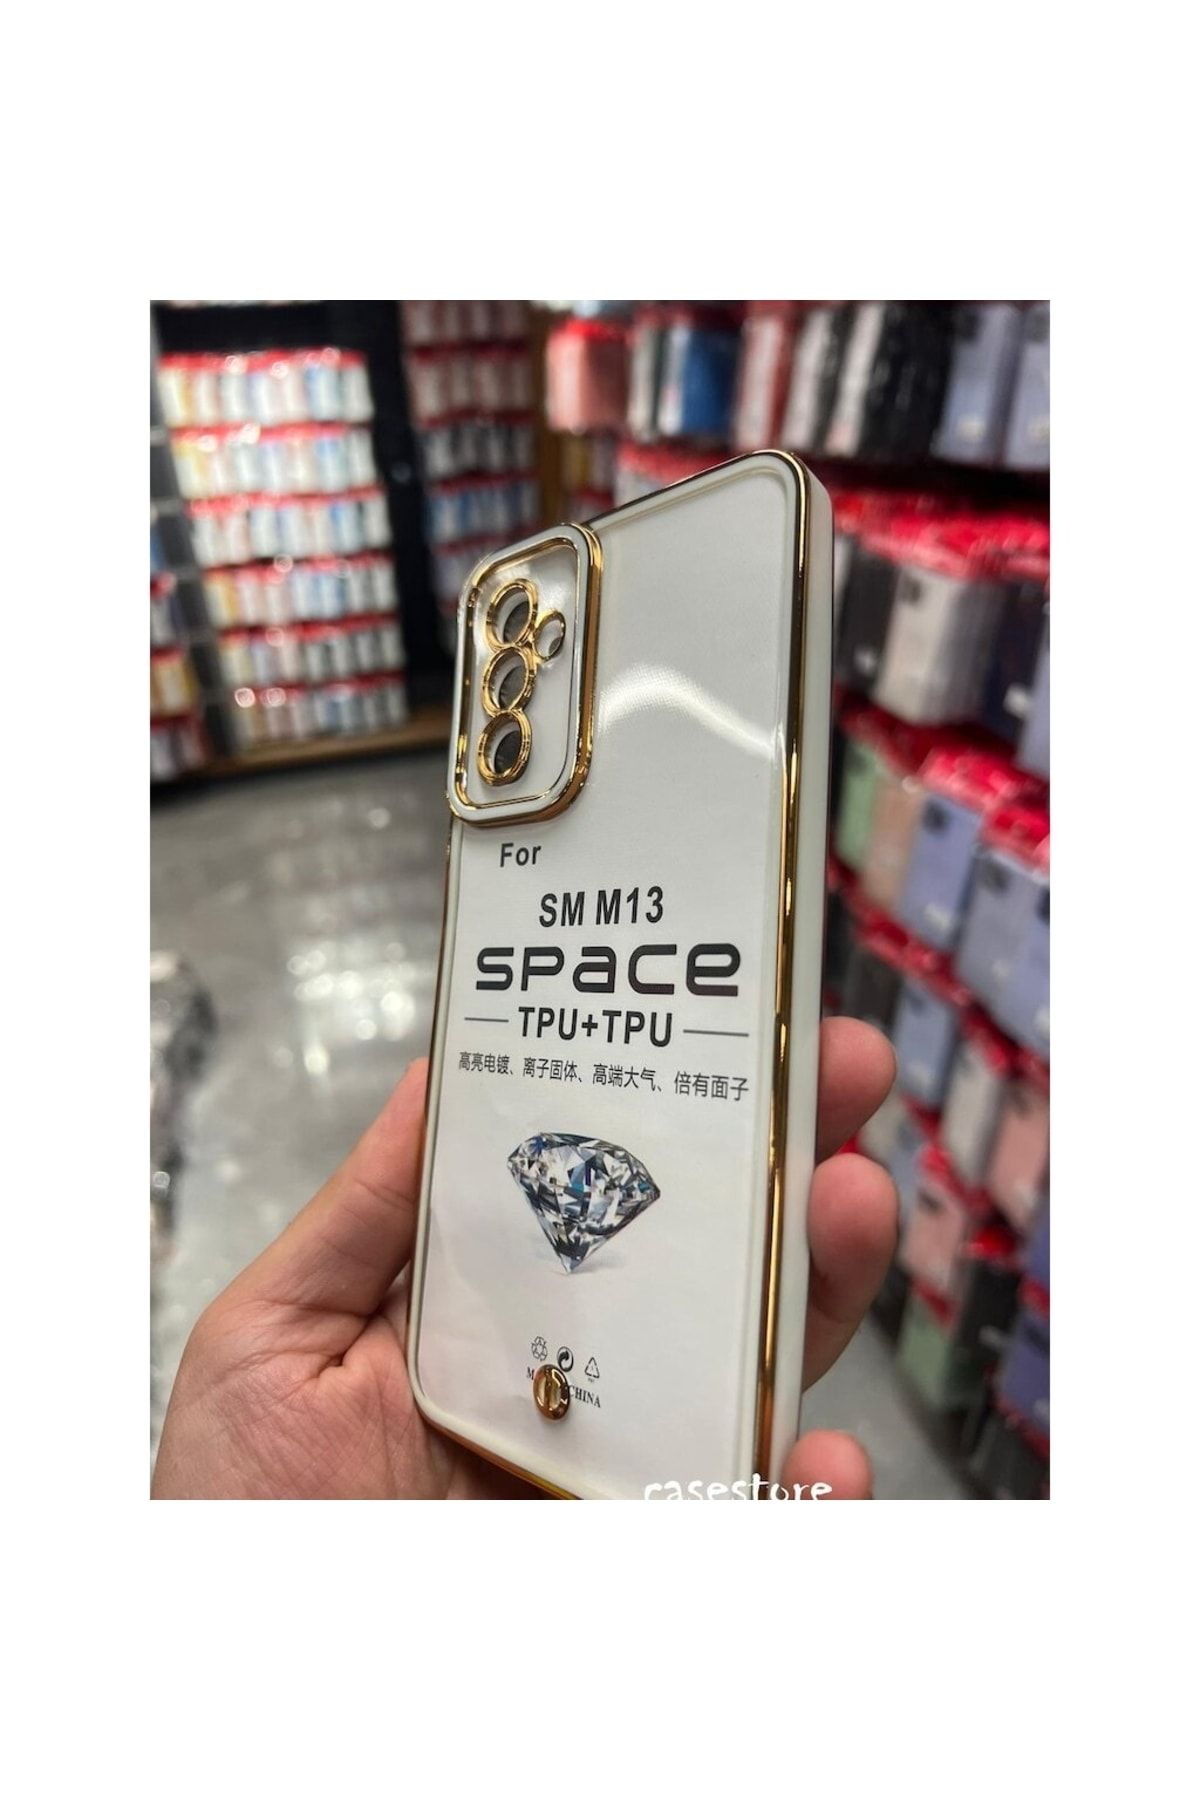 For
SM M13
SPACE
TPU+TPU
高亮电镀、离子固体、高端大气、倍有面子
CHINA
casestore